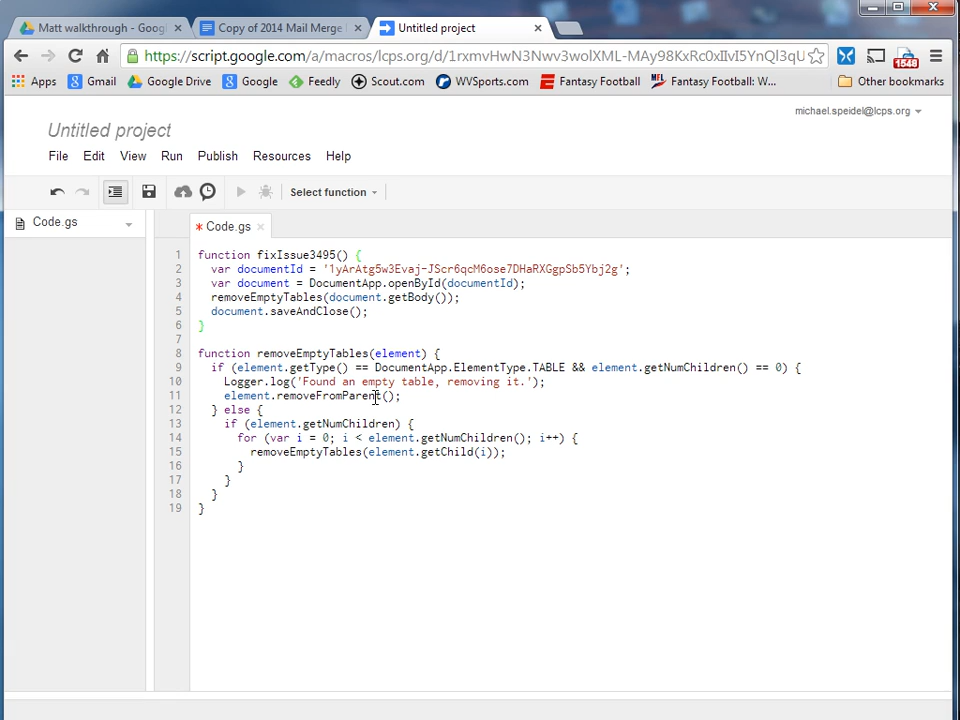 Matt walkthrough - Goog
Copy of 2014 Mail Merge
Untitled project
https://script.google.com/a/macros/lcps.org/d/1rxmvHwN3Nwv3wolXML-MAy98KxRc0xIlvI5YnQl3qU
Apps Gmail Google Drive Google Feedly Scout.com WVSports.com Fantasy Football Fantasy Football: W... Other bookmarks
1548
michael.speidel@lcps.org
Untitled project
File Edit View Run Publish Resources Help
Select function
Code.gs
* Code.gs
1 function fixIssue3495() {
2 var documentId = '1yArAtg5w3Evaj-JScr6qcM6ose7DHaRXGgpSb5Ybj2g';
3 var document = DocumentApp.openById(documentId);
4 removeEmptyTables(document.getBody());
5 document.saveAndClose();
6 }
7
8 function removeEmptyTables(element) {
9 if (element.getType() == DocumentApp.ElementType.TABLE && element.getNumChildren() == 0) {
10 Logger.log('Found an empty table, removing it.');
11 element.removeFromParent();
12 } else {
13 if (element.getNumChildren) {
14 for (var i = 0; i < element.getNumChildren(); i++) {
15 removeEmptyTables(element.getChild(i));
16 }
17 }
18 }
19 }